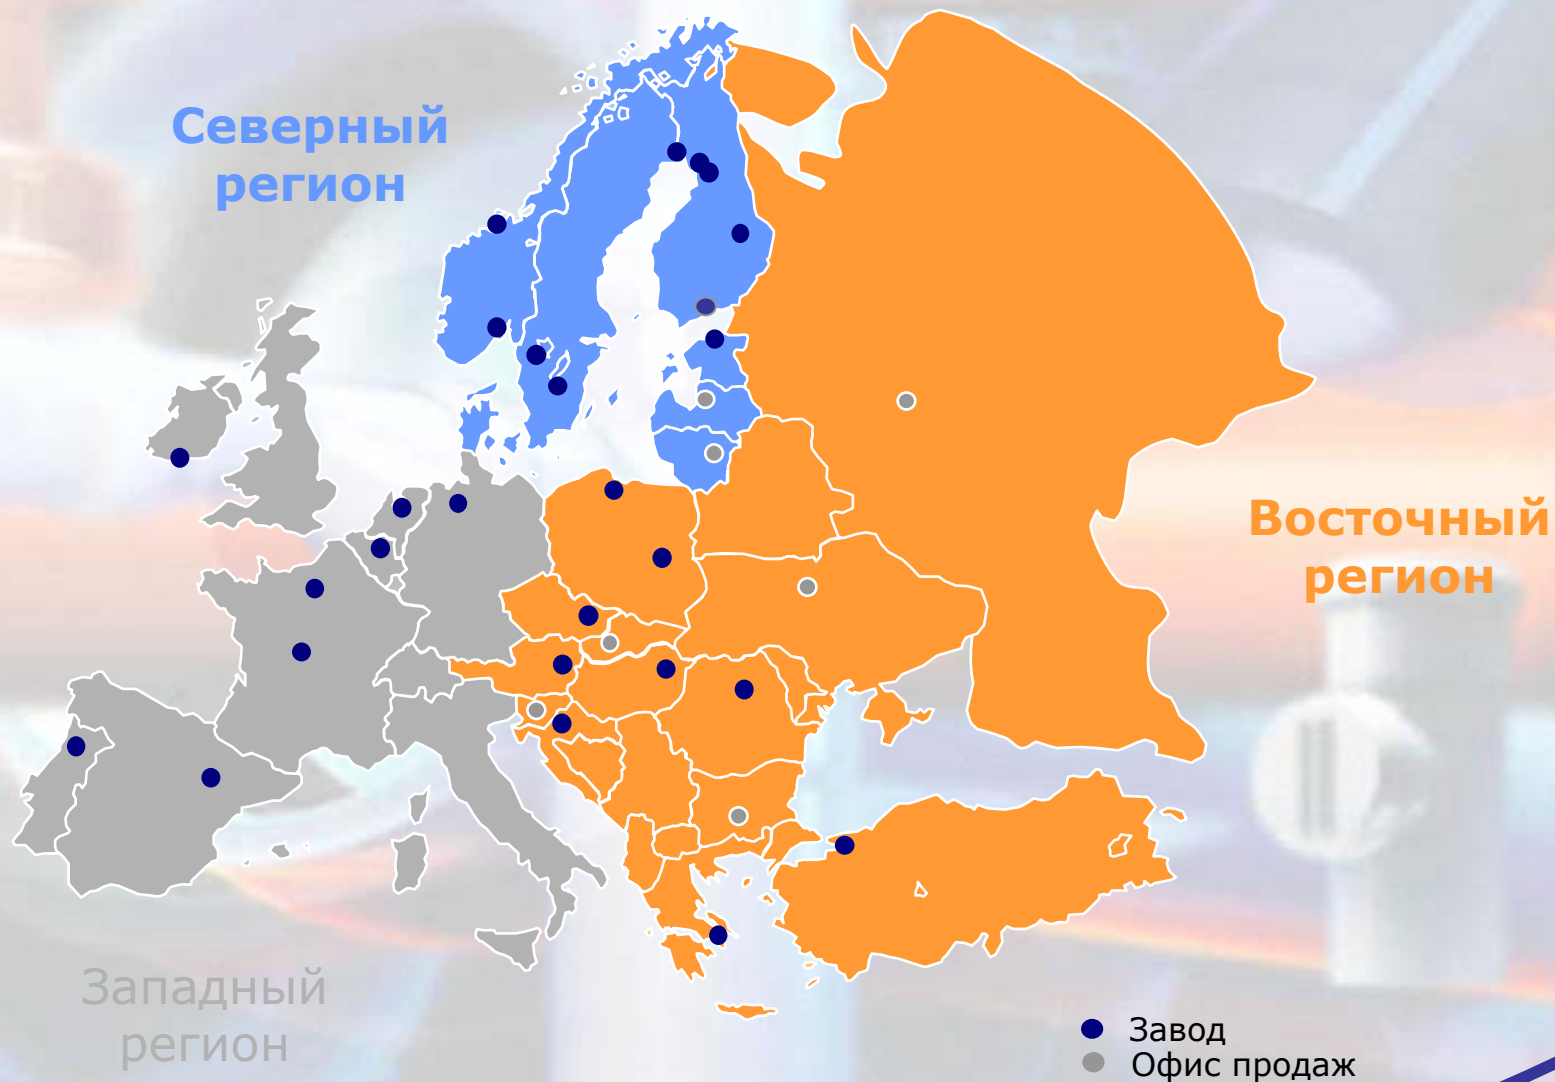 Северный
регион
Восточный
регион
Западный
регион
Завод
Офис продаж